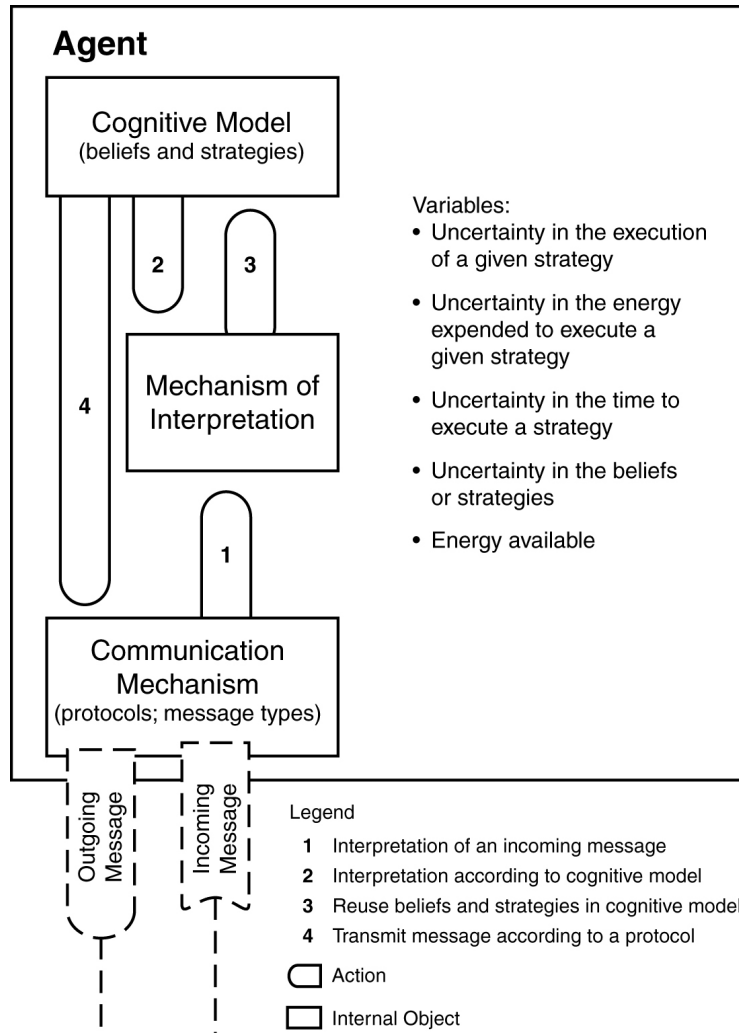 Agent
Cognitive Model
(beliefs and strategies)
2
3
4
Mechanism of
Interpretation
1
Communication
Mechanism
(protocols; message types)
Outgoing
Message
Incoming
Message
Variables:
• Uncertainty in the execution
of a given strategy
• Uncertainty in the energy
expended to execute a
given strategy
• Uncertainty in the time to
execute a strategy
• Uncertainty in the beliefs
or strategies
• Energy available
Legend
1 Interpretation of an incoming message
2 Interpretation according to cognitive model
3 Reuse beliefs and strategies in cognitive model
4 Transmit message according to a protocol
Action
Internal Object